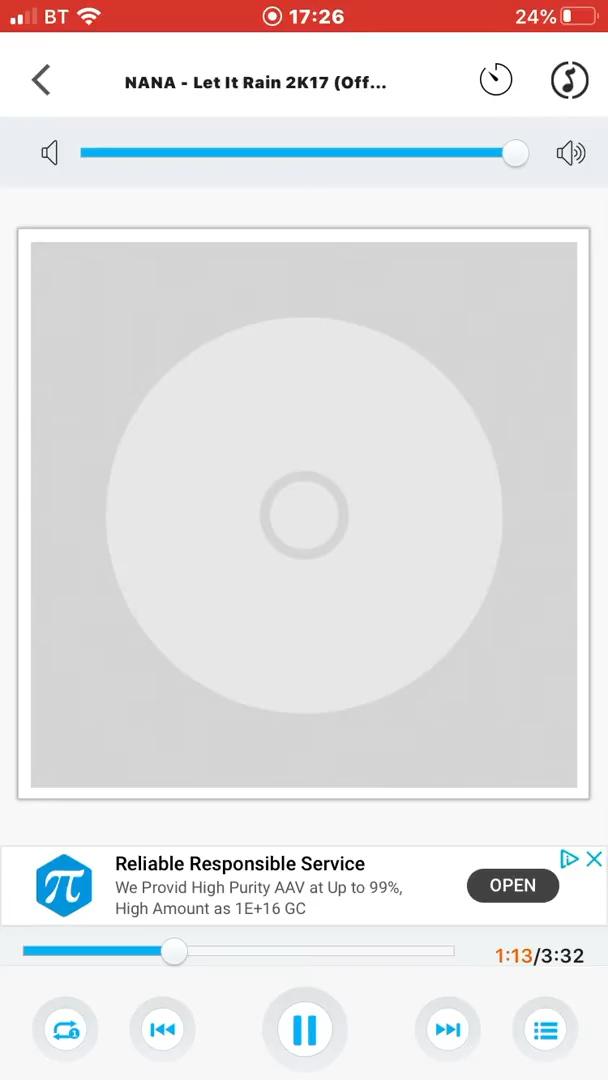 BT 17:26 24%
NANA - Let It Rain 2K17 (Off...
Reliable Responsible Service
We Provid High Purity AAV at Up to 99%,
High Amount as 1E+16 GC
OPEN
1:13/3:32